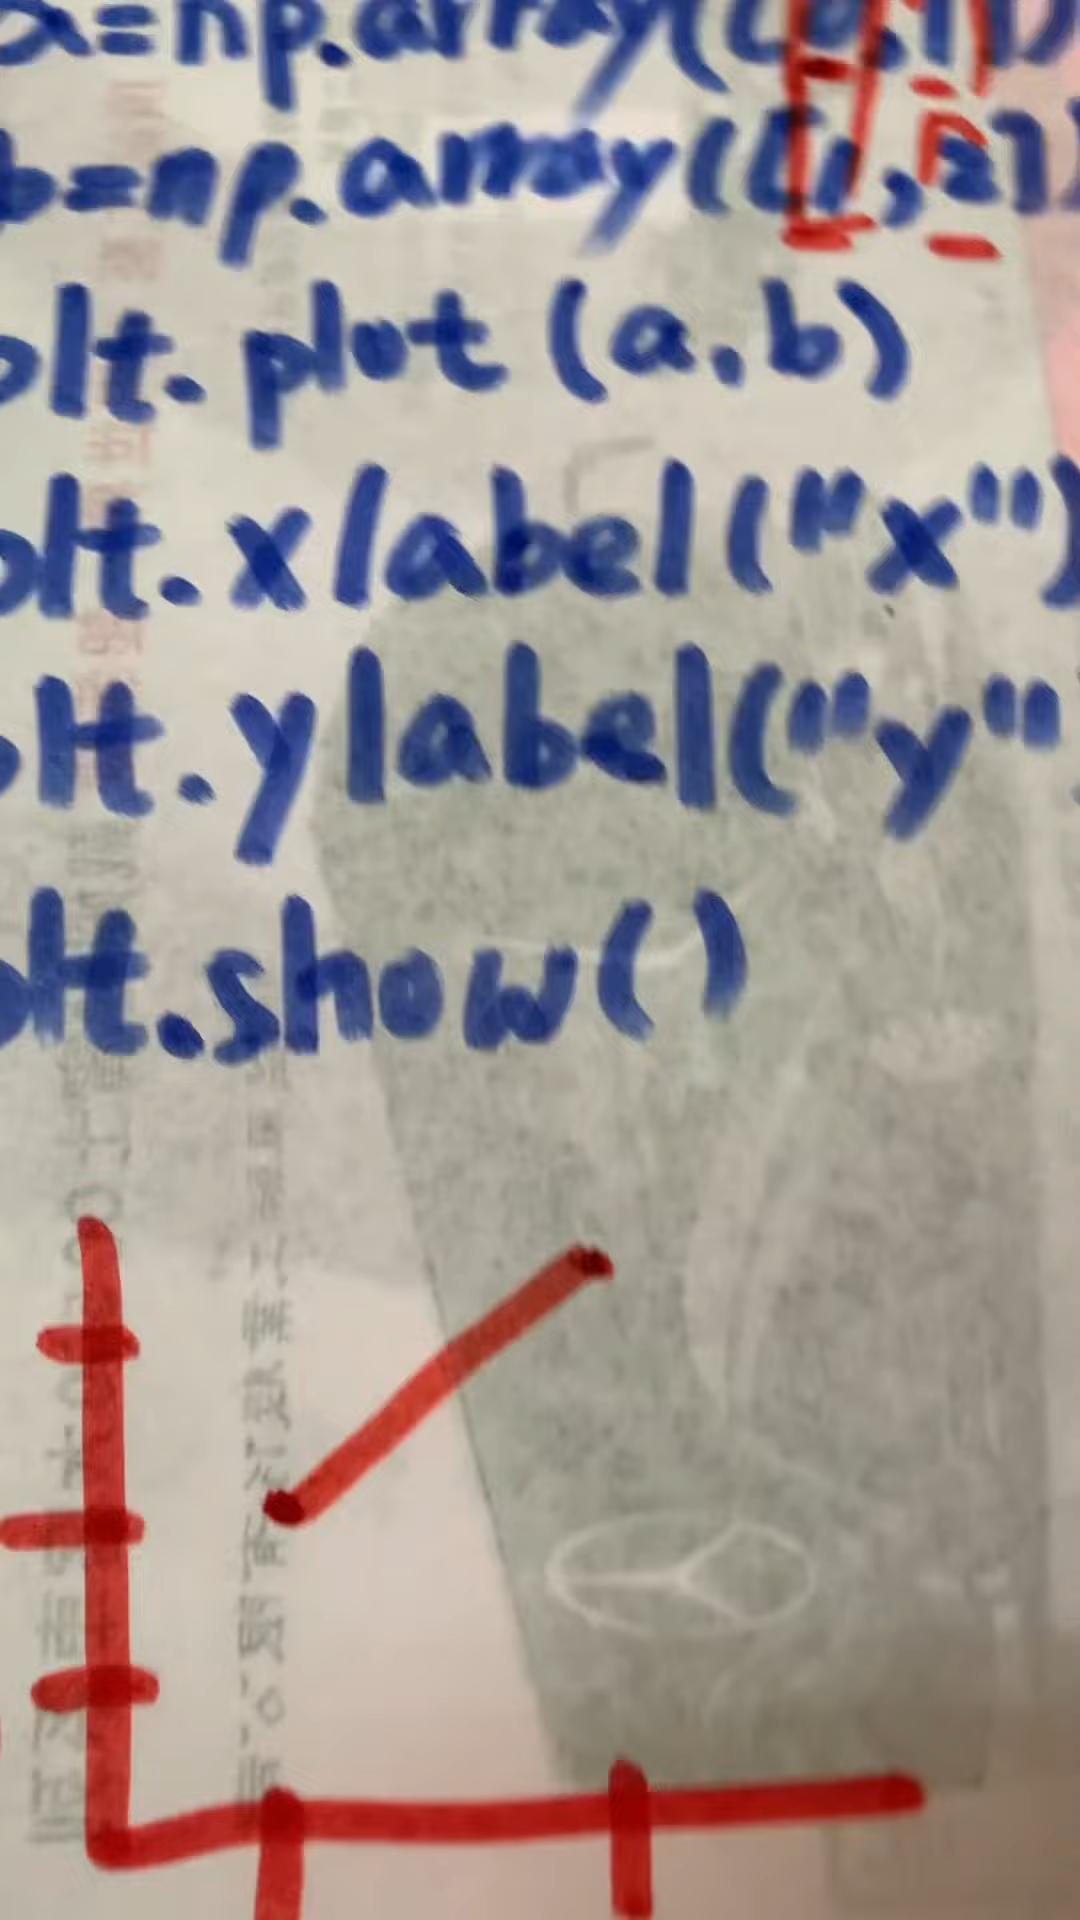 a=np.array([0,1])
b=np.array([1,2])
plt.plot(a,b)
plt.xlabel("x")
plt.ylabel("y"
plt.show()